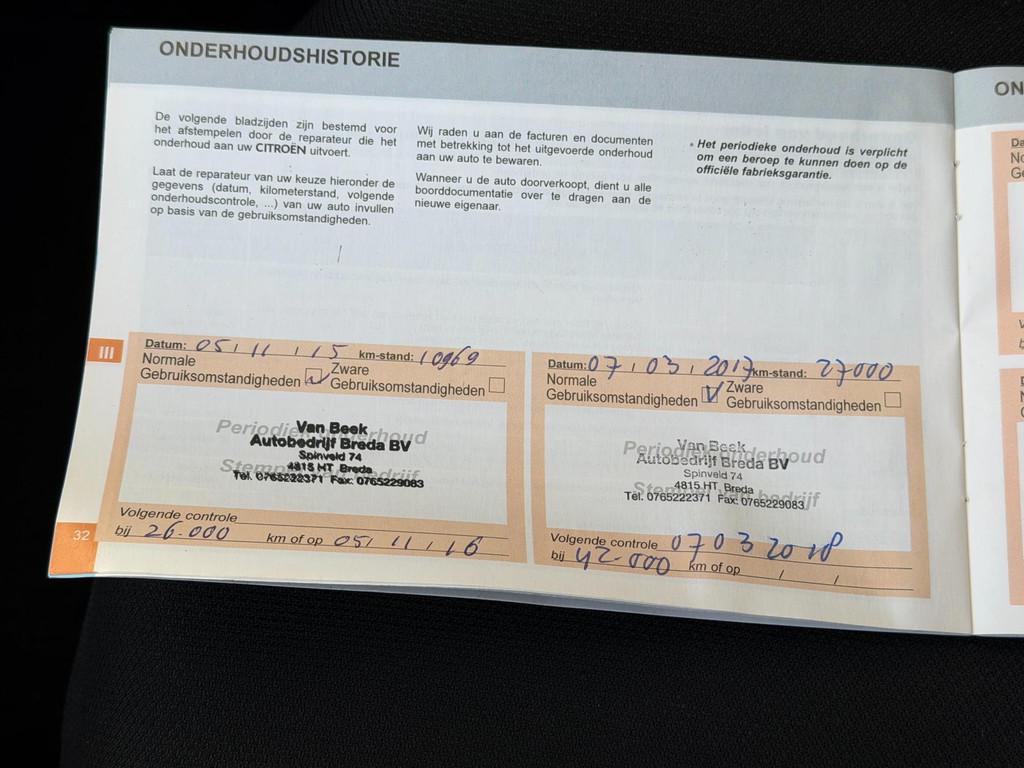 ONDERHOUDSHISTORIE
De volgende bladzijden zijn bestemd voor
het afstempelen door de reparateur die het
onderhoud aan uw CITROËN uitvoert.
Laat de reparateur van uw keuze hieronder de
gegevens (datum, kilometerstand, volgende
onderhoudscontrole, ...) van uw auto invullen
op basis van de gebruiksomstandigheden.
Wij raden u aan de facturen en documenten
met betrekking tot het uitgevoerde onderhoud
aan uw auto te bewaren.
Wanneer u de auto doorverkoopt, dient u alle
boorddocumentatie over te dragen aan de
nieuwe eigenaar.
• Het periodieke onderhoud is verplicht
om een beroep te kunnen doen op de
officiële fabrieksgarantie.
III
Datum: 05 / 11 / 15 km-stand: 10969
Normale
Gebruiksomstandigheden
Zware
Gebruiksomstandigheden
Periodiek onderhoud
Van Beek
Autobedrijf Breda BV
Spinveld 74
4815 HT Breda
Tel. 0765222371 Fax: 0765229083
Volgende controle
bij 26.000 km of op 05 / 11 / 16
32
Datum: 07 / 03 / 2017 km-stand: 27000
Normale
Gebruiksomstandigheden
Zware
Gebruiksomstandigheden
Periodiek onderhoud
Van Beek
Autobedrijf Breda BV
Spinveld 74
4815 HT Breda
Tel. 0765222371 Fax: 0765229083
Volgende controle 07 03 2018
bij 42.000 km of op / /
ON